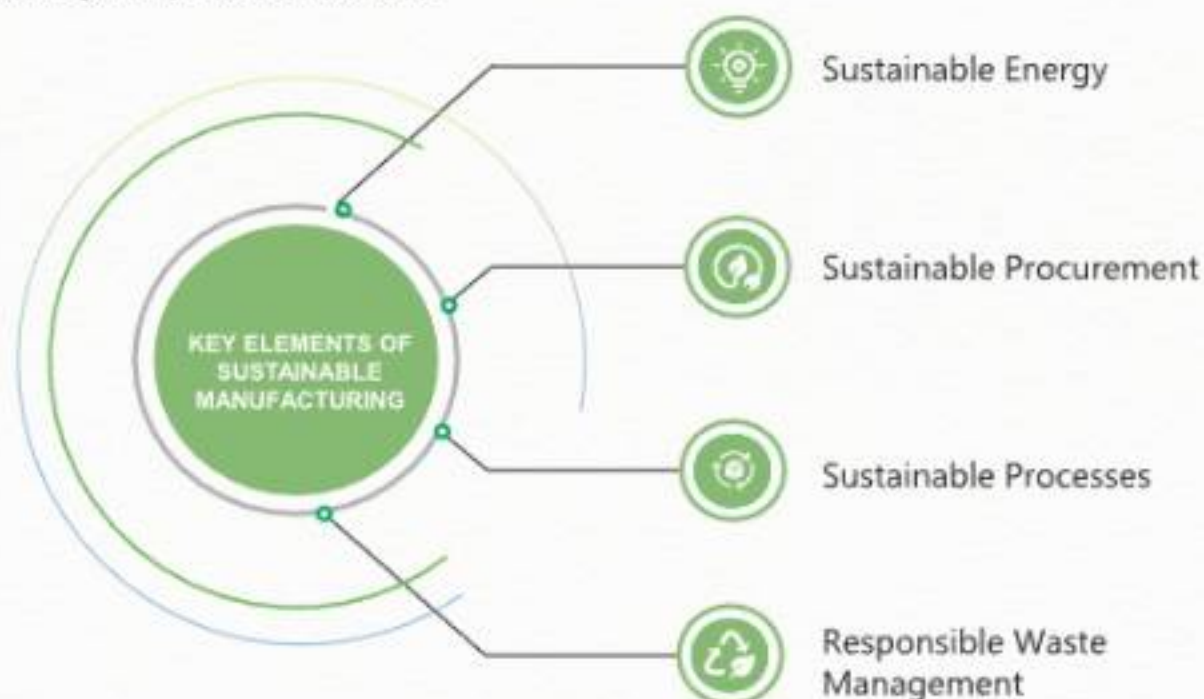 Sustainable Energy
Sustainable Procurement
KEY ELEMENTS OF
SUSTAINABLE
MANUFACTURING
Sustainable Processes
Responsible Waste
Management